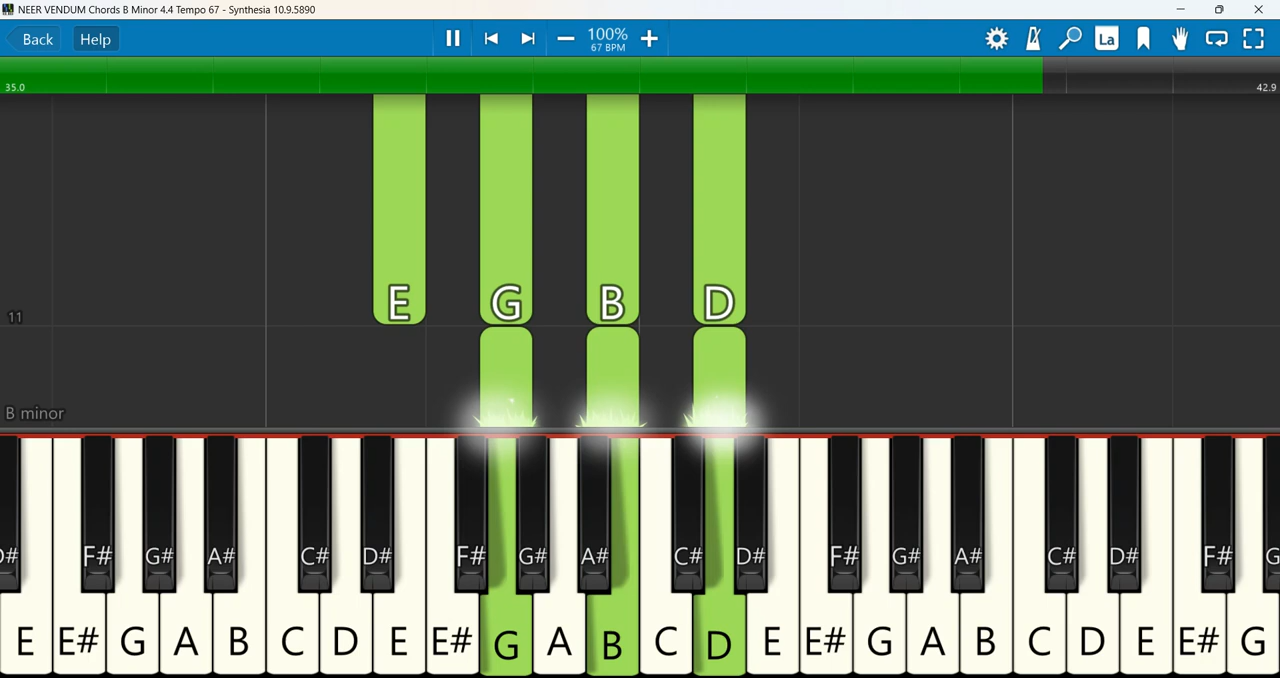 NEER VENDUM Chords B Minor 4.4 Tempo 67 - Synthesia 10.9.5890
Back Help 100% La
67 BPM
35.0 42.9
E G B D
11
B minor
D# F# G# A# C# D# F# G# A# C# D# F# G# A# C# D# F# G
E E# G A B C D E E# G A B C D E E# G A B C D E E# G